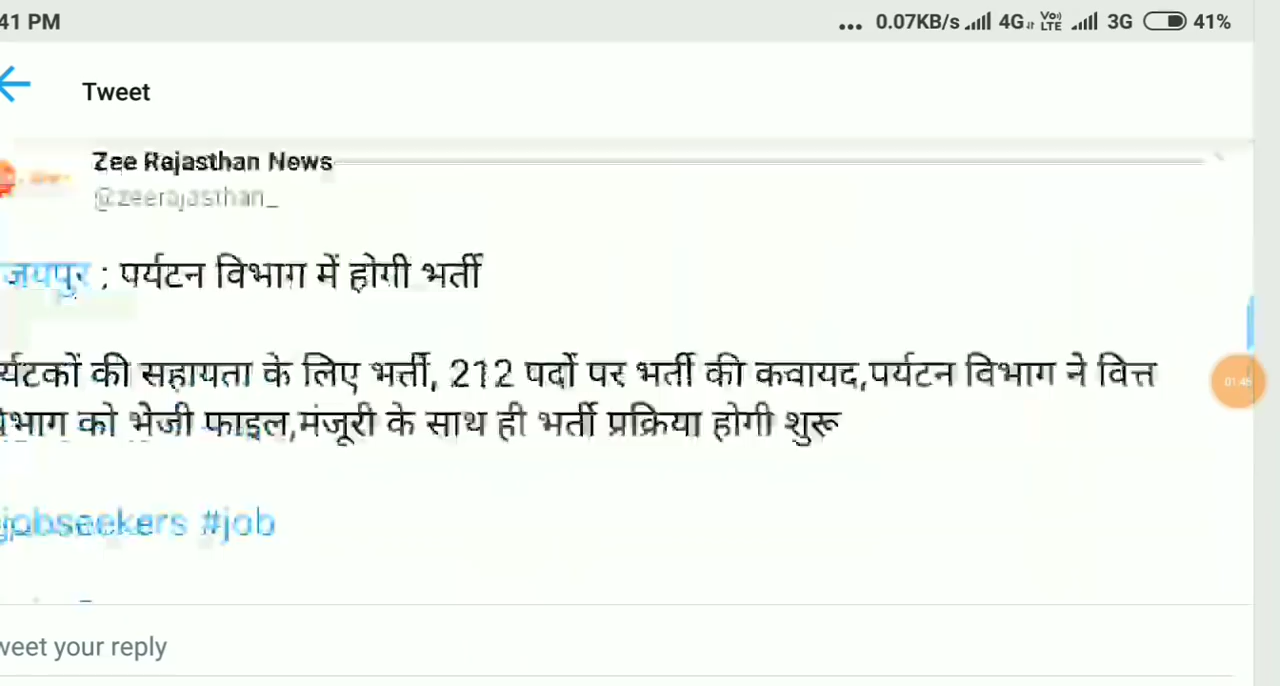 41 PM ... 0.07KB/s 4G Vo) LTE 3G 41%
Tweet
Zee Rajasthan News
@zeerajasthan_
जयपुर : पर्यटन विभाग में होगी भर्ती
र्यटकों की सहायता के लिए भर्ती, 212 पदों पर भर्ती की कवायद,पर्यटन विभाग ने वित्त
भाग को भेजी फाइल,मंजूरी के साथ ही भर्ती प्रक्रिया होगी शुरू
jobseekers #job
weet your reply